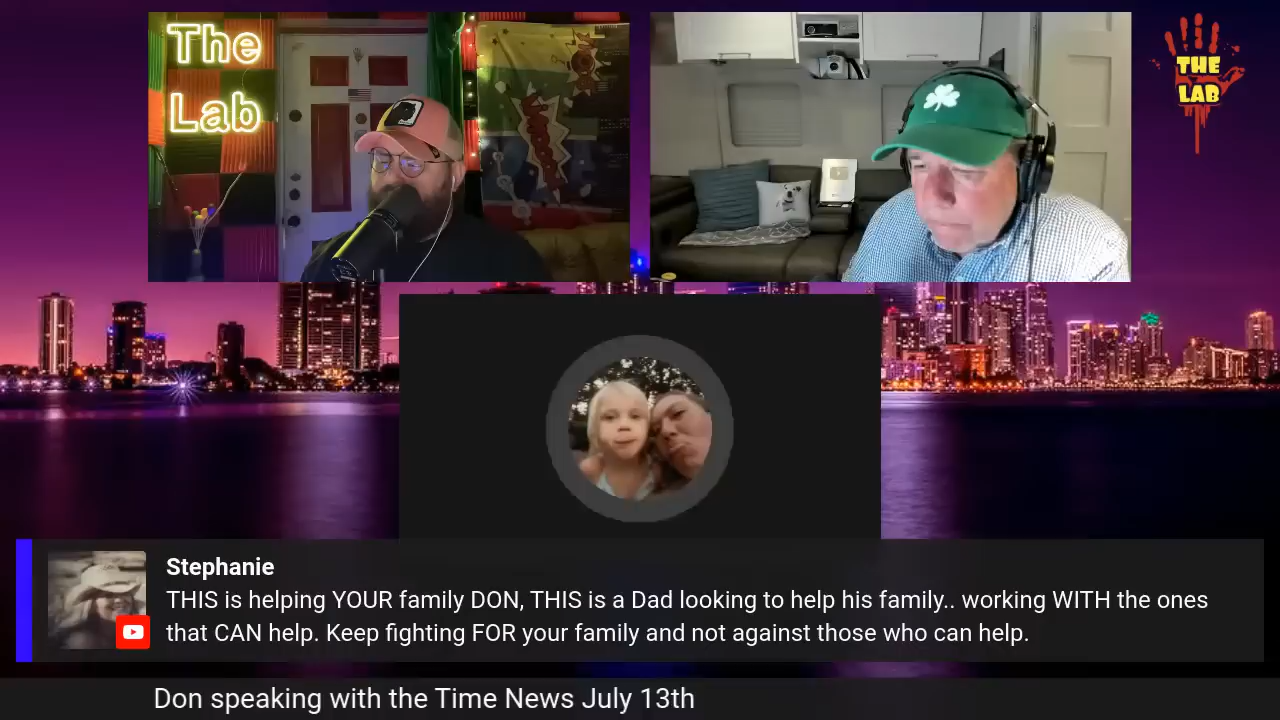 The
Lab
THE
LAB
Stephanie
THIS is helping YOUR family DON, THIS is a Dad looking to help his family.. working WITH the ones
that CAN help. Keep fighting FOR your family and not against those who can help.
Don speaking with the Time News July 13th